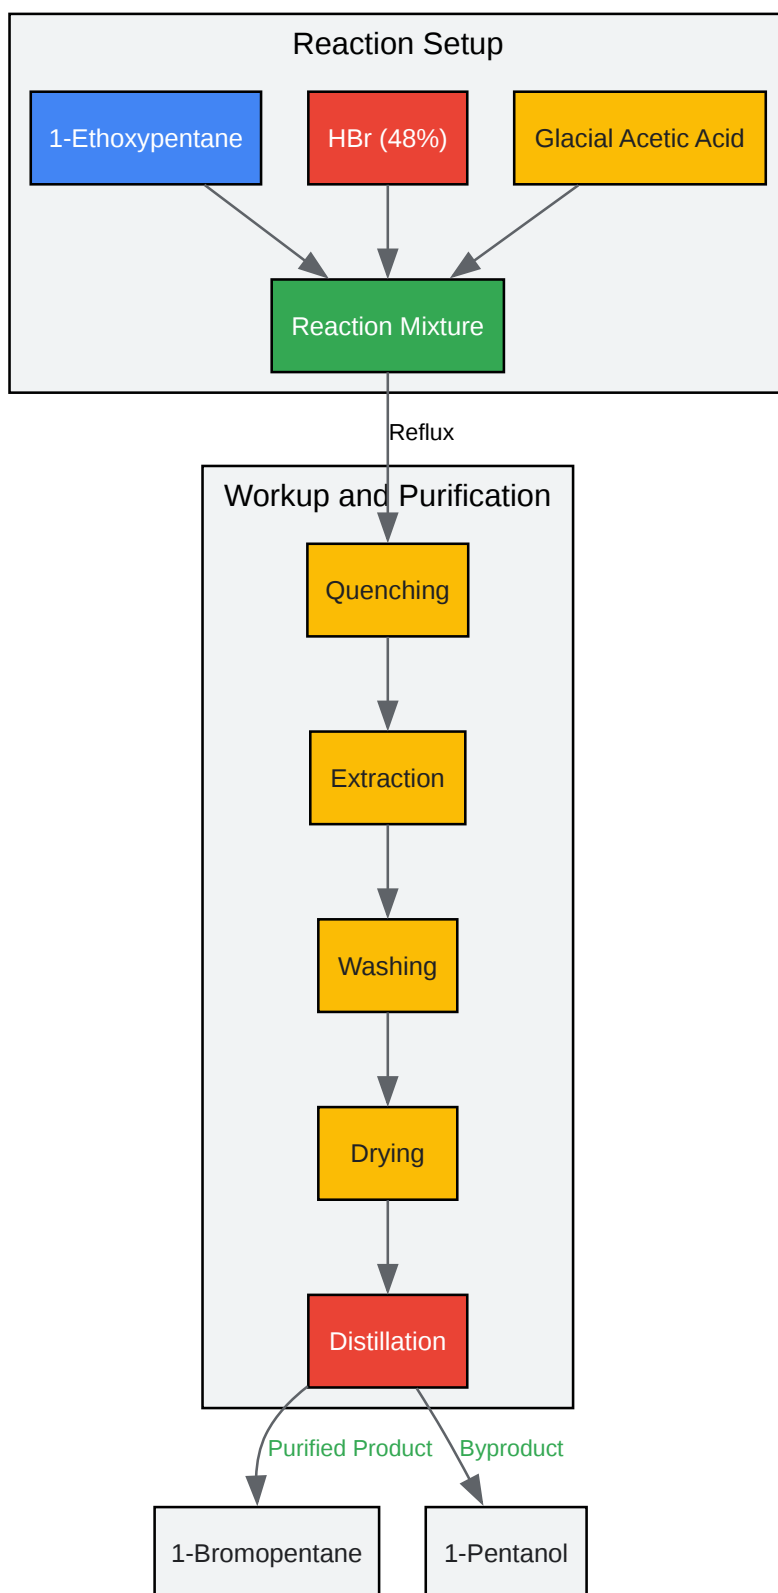 Reaction Setup
1-Ethoxypentane
HBr (48%)
Glacial Acetic Acid
Reaction Mixture
Reflux
Workup and Purification
Quenching
Extraction
Washing
Drying
Distillation
Purified Product
Byproduct
1-Bromopentane
1-Pentanol